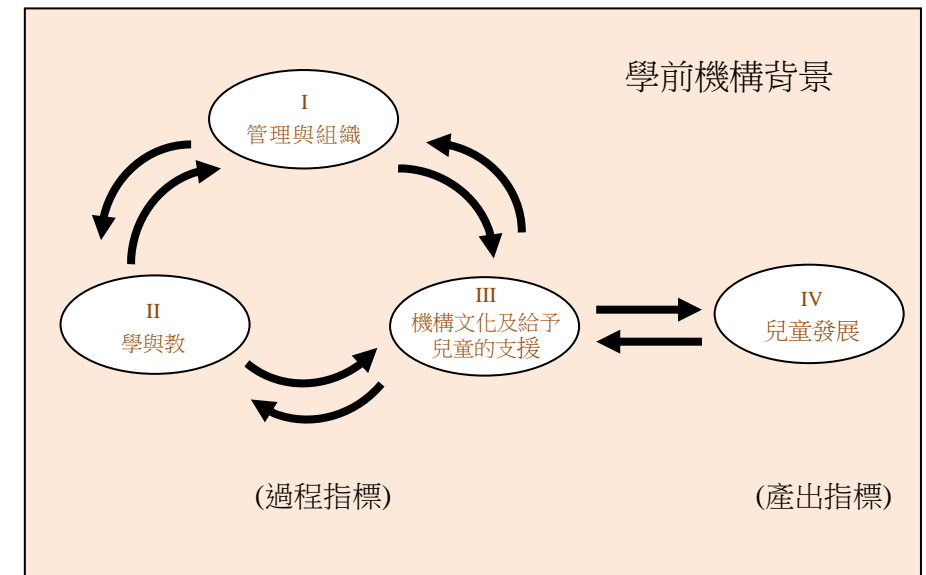 學前機構背景
I
管理與組織
II
學與教
III
機構文化及給予
兒童的支援
IV
兒童發展
(過程指標)
(產出指標)